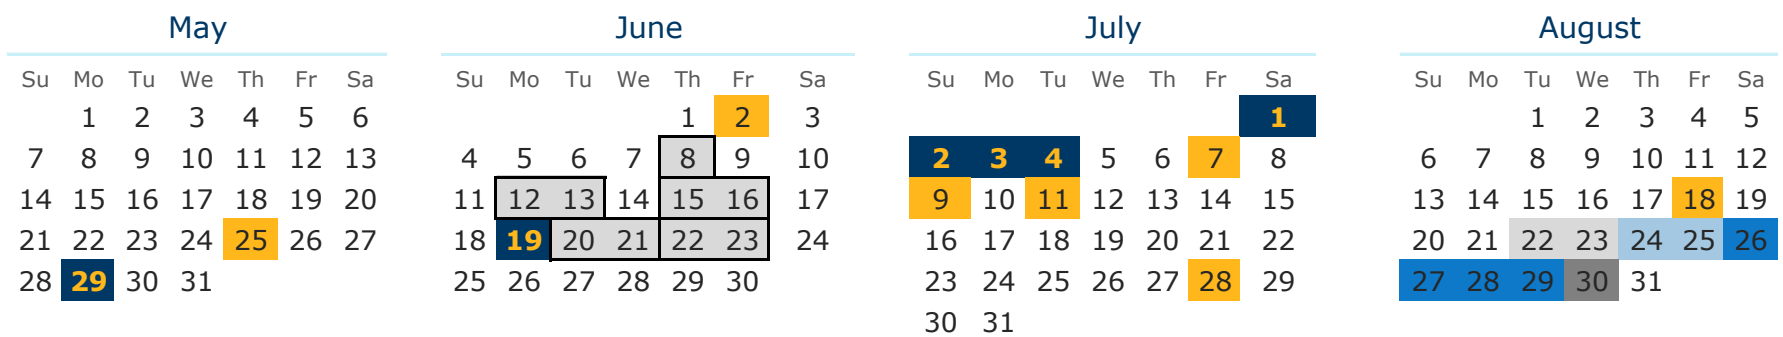 May
Su Mo Tu We Th Fr Sa
1 2 3 4 5 6
7 8 9 10 11 12 13
14 15 16 17 18 19 20
21 22 23 24 25 26 27
28 29 30 31
June
Su Mo Tu We Th Fr Sa
1 2 3
4 5 6 7 8 9 10
11 12 13 14 15 16 17
18 19 20 21 22 23 24
25 26 27 28 29 30
July
Su Mo Tu We Th Fr Sa
1
2 3 4 5 6 7 8
9 10 11 12 13 14 15
16 17 18 19 20 21 22
23 24 25 26 27 28 29
30 31
August
Su Mo Tu We Th Fr Sa
1 2 3 4 5
6 7 8 9 10 11 12
13 14 15 16 17 18 19
20 21 22 23 24 25 26
27 28 29 30 31